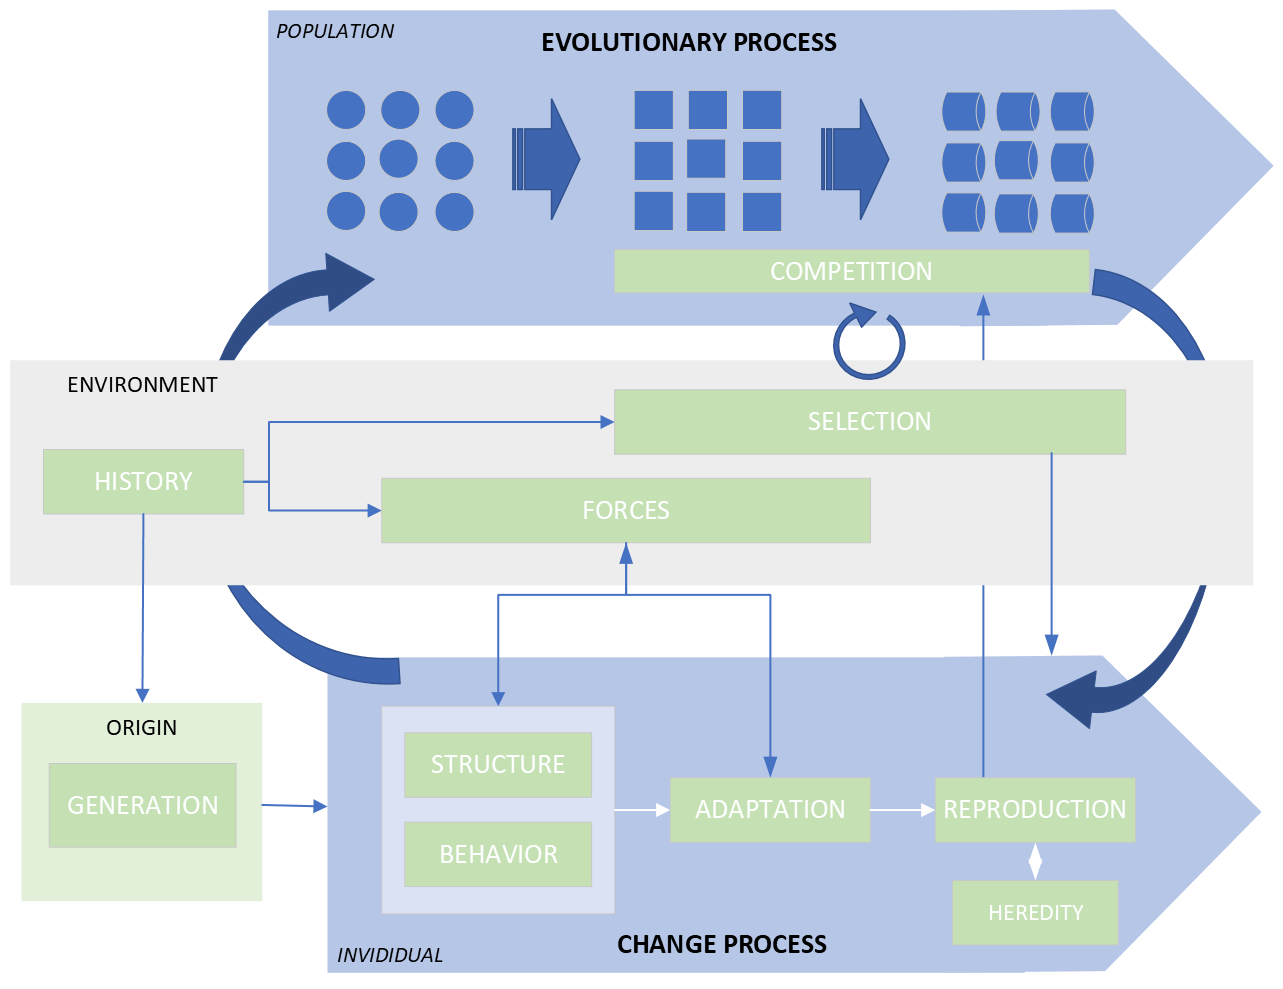 POPULATION
EVOLUTIONARY PROCESS
COMPETITION
ENVIRONMENT
SELECTION
HISTORY
FORCES
ORIGIN
GENERATION
STRUCTURE
BEHAVIOR
ADAPTATION
REPRODUCTION
HEREDITY
CHANGE PROCESS
INVIDIDUAL